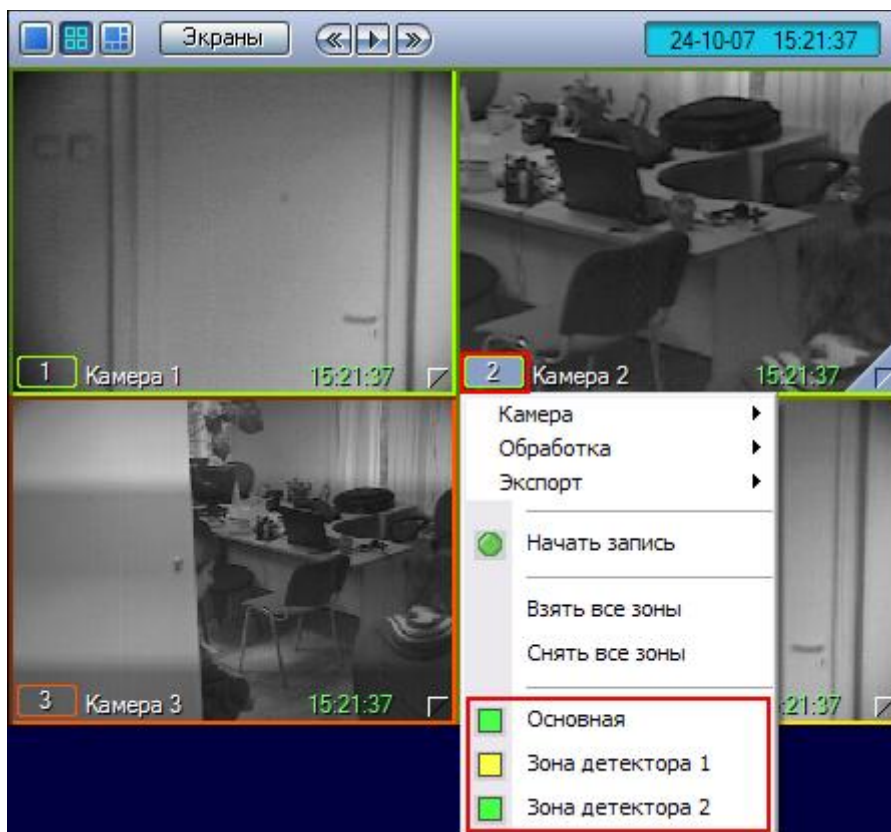 Экраны
24-10-07 15:21:37
1 Камера 1 15:21:37
2 Камера 2 15:21:37
Камера
Обработка
Экспорт
Начать запись
Взять все зоны
Снять все зоны
Основная
Зона детектора 1
Зона детектора 2
3 Камера 3 15:21:37
:21:37